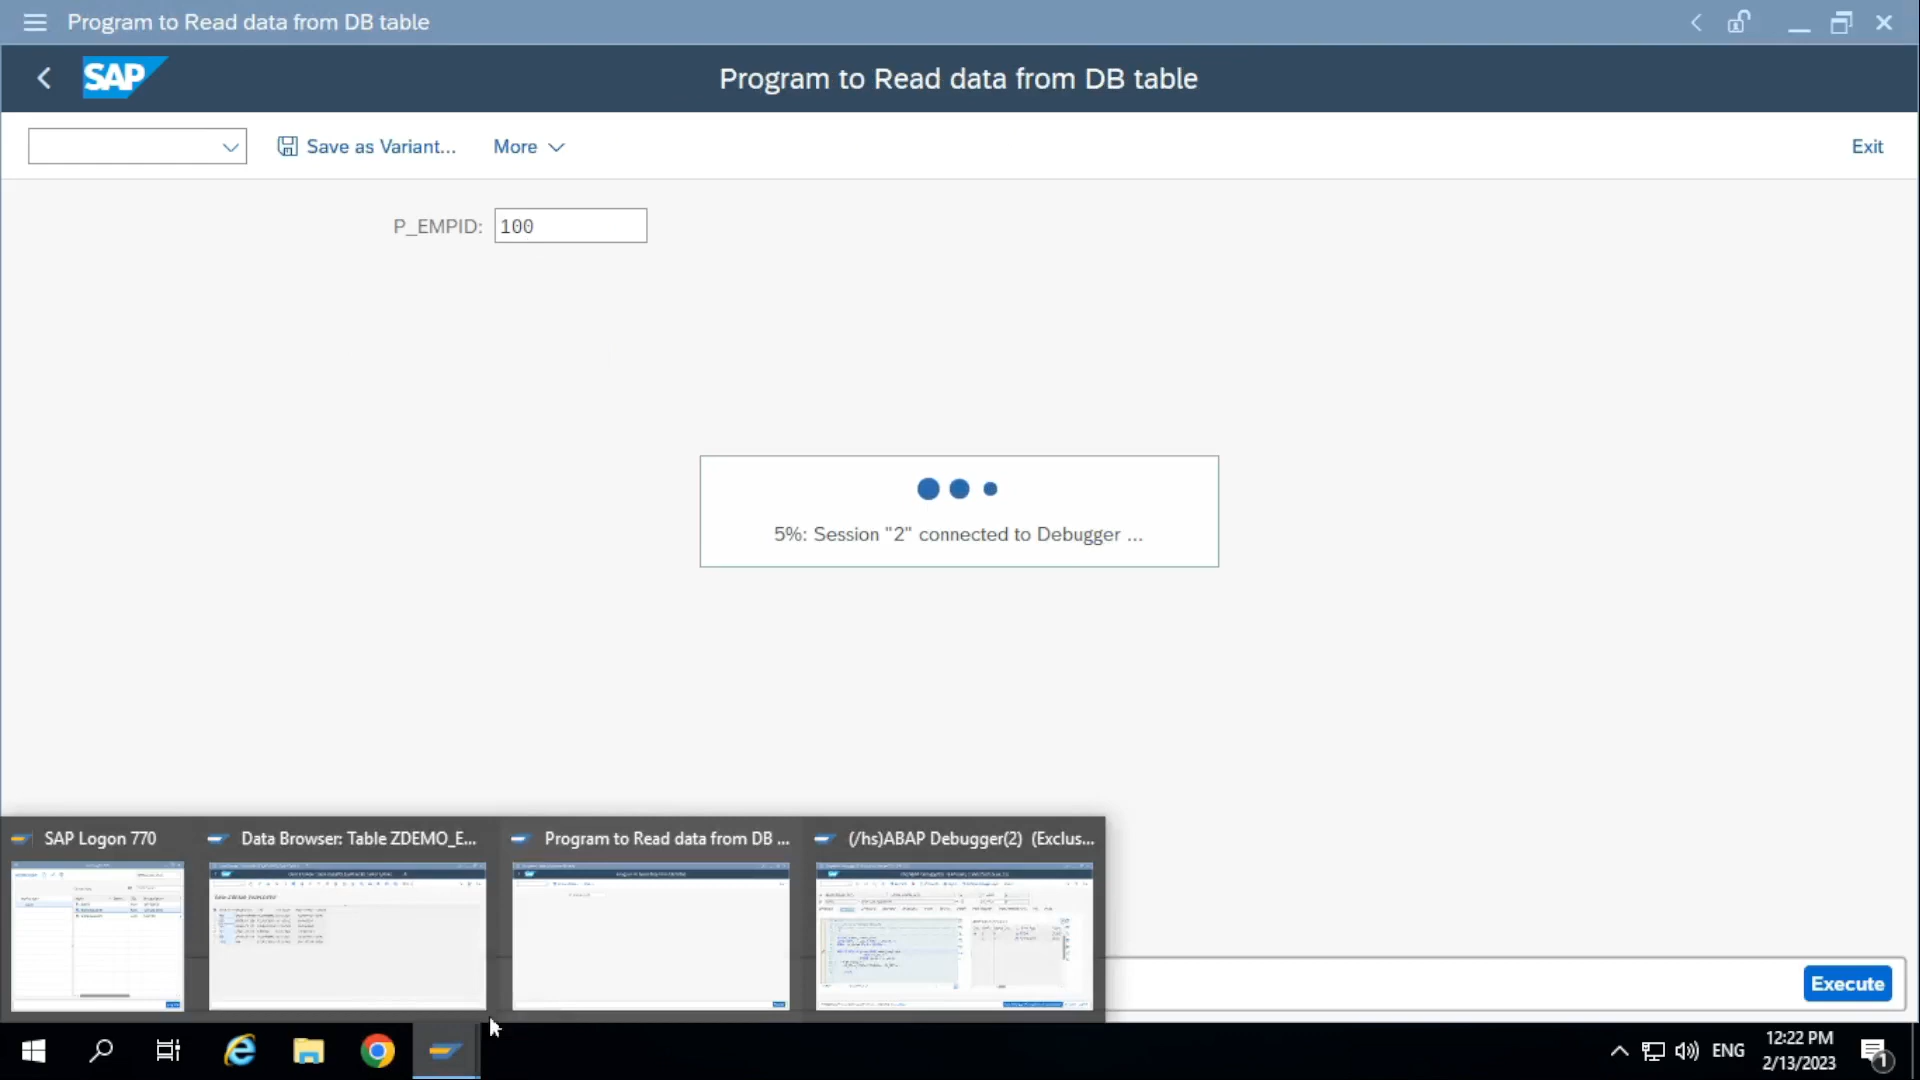 Program to Read data from DB table
SAP
Program to Read data from DB table
Save as Variant...
More
Exit
P_EMPID:
100
5%: Session "2" connected to Debugger ...
SAP Logon 770
Data Browser: Table ZDEMO_E...
Program to Read data from DB ...
(/hs)ABAP Debugger(2) (Exclus...
Execute
ENG
12:22 PM
2/13/2023
1